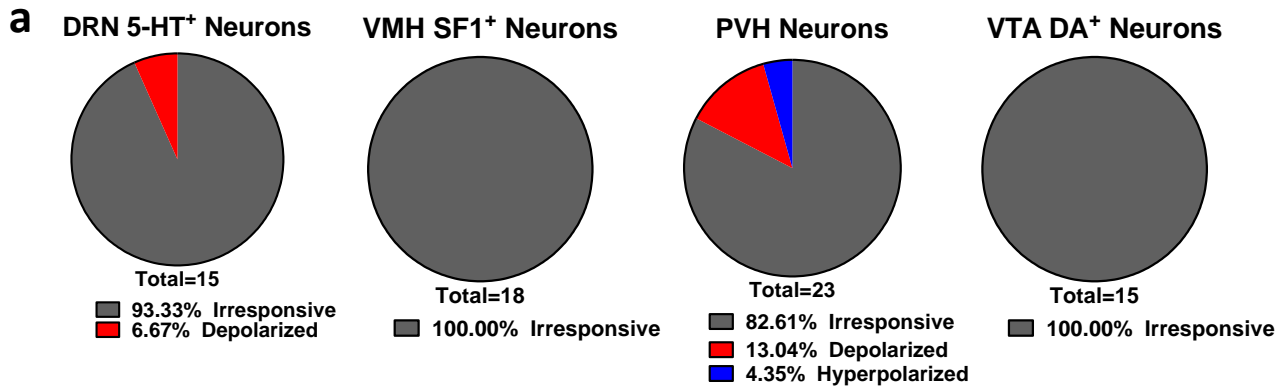 a
DRN 5-HT⁺ Neurons
Total=15
93.33% Irresponsive
6.67% Depolarized
VMH SF1⁺ Neurons
Total=18
100.00% Irresponsive
PVH Neurons
Total=23
82.61% Irresponsive
13.04% Depolarized
4.35% Hyperpolarized
VTA DA⁺ Neurons
Total=15
100.00% Irresponsive